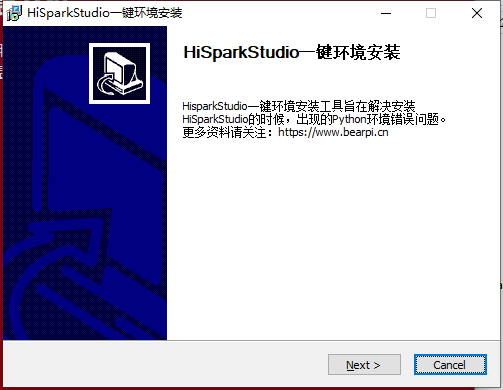 HiSparkStudio一键环境安装
HiSparkStudio一键环境安装
HisparkStudio一键环境安装工具旨在解决安装
HiSparkStudio的时候，出现的Python环境错误问题。
更多资料请关注：https://www.bearpi.cn
Next >
Cancel